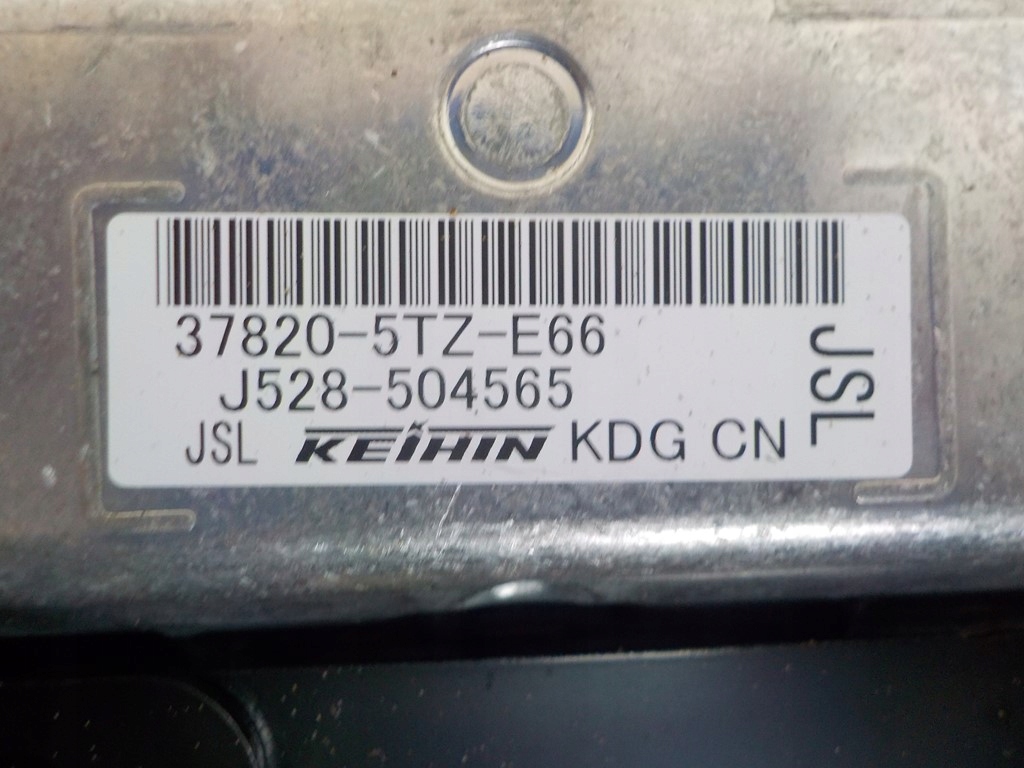 37820-5TZ-E66
J528-504565
JSL KEIHIN KDG CN
JSL